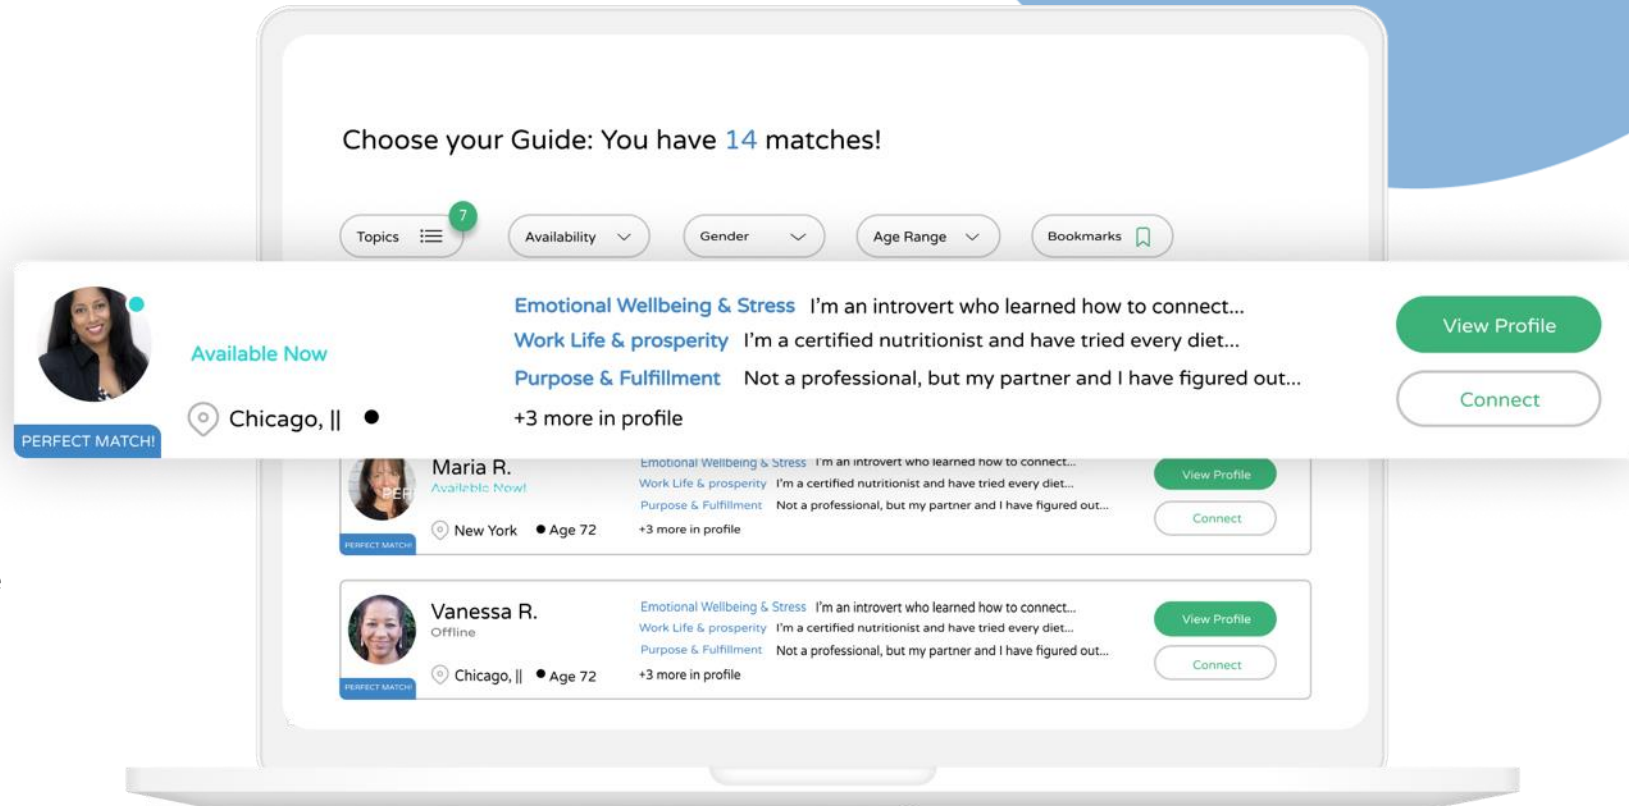 Choose your Guide: You have 14 matches!
7
Topics Availability Gender Age Range Bookmarks
Emotional Wellbeing & Stress I'm an introvert who learned how to connect...
View Profile
Work Life & prosperity I'm a certified nutritionist and have tried every diet...
Available Now
Purpose & Fulfillment Not a professional, but my partner and I have figured out...
Connect
Chicago, || ● +3 more in profile
PERFECT MATCH!
Maria R. Emotional Wellbeing & Stress I'm an introvert who learned how to connect...
View Profile
PER Available Now! Work Life & prosperity I'm a certified nutritionist and have tried every diet...
Purpose & Fulfillment Not a professional, but my partner and I have figured out...
Connect
New York ● Age 72 +3 more in profile
PERFECT MATCH!
Vanessa R. Emotional Wellbeing & Stress I'm an introvert who learned how to connect...
View Profile
Offline Work Life & prosperity I'm a certified nutritionist and have tried every diet...
Purpose & Fulfillment Not a professional, but my partner and I have figured out...
Connect
Chicago, || ● Age 72 +3 more in profile
PERFECT MATCH!